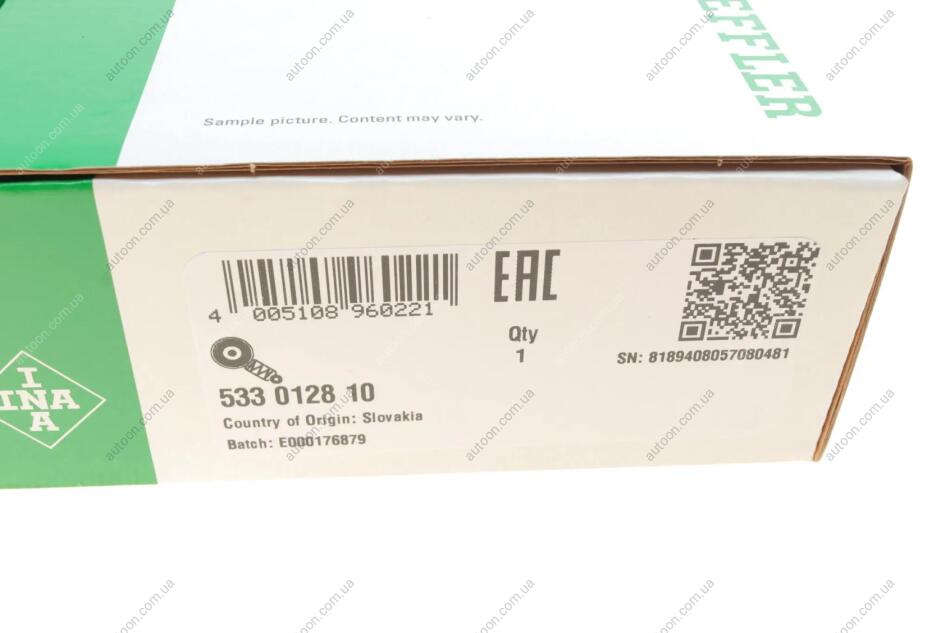 EFFLER
Sample picture. Content may vary.
4 005108 960221
EAC
Qty
1
SN: 8189408057080481
533 0128 10
Country of Origin: Slovakia
Batch: E000176879
I
INA
A
autoon.com.ua